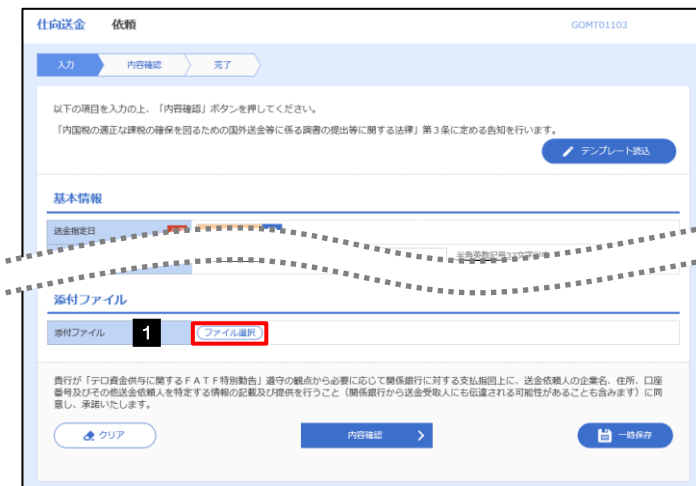 仕向送金 依頼 GOMT01103
入力 内容確認 完了
以下の項目を入力の上、「内容確認」ボタンを押してください。
「内国税の適正な課税の確保を図るための国外送金等に係る調書の提出等に関する法律」第3条に定める告知を行います。
テンプレート読込
基本情報
送金指定日
添付ファイル
添付ファイル 1 ファイル選択
貴行が「テロ資金供与に関するFATF特別勧告」遵守の観点から必要に応じて関係銀行に対する支払指図上に、送金依頼人の企業名、住所、口座
番号及びその他送金依頼人を特定する情報の記載及び提供を行うこと（関係銀行から送金受取人にも伝達される可能性があることも含みます）に同
意し、承諾いたします。
クリア 内容確認 一時保存